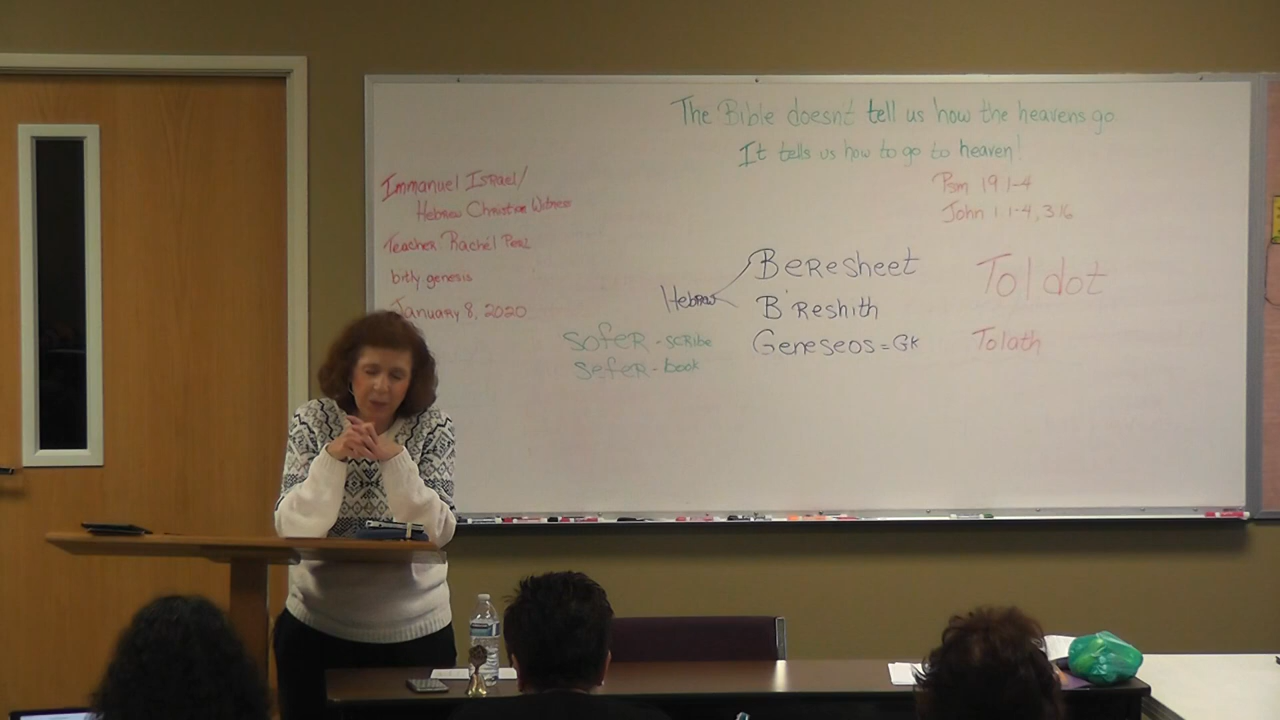 The Bible doesn't tell us how the heavens go
It tells us how to go to heaven!
Psm 19 1-4
John 1 1-4, 3 16
Immanuel Israel/
Hebrew Christian Witness
Teacher Rachél Perl
bitly.genesis
January 8, 2020
Hebrew
Beresheet
B'Reshith
Geneseos = GK
Sofer - scribe
Sefer - book
Toldot
Tolath